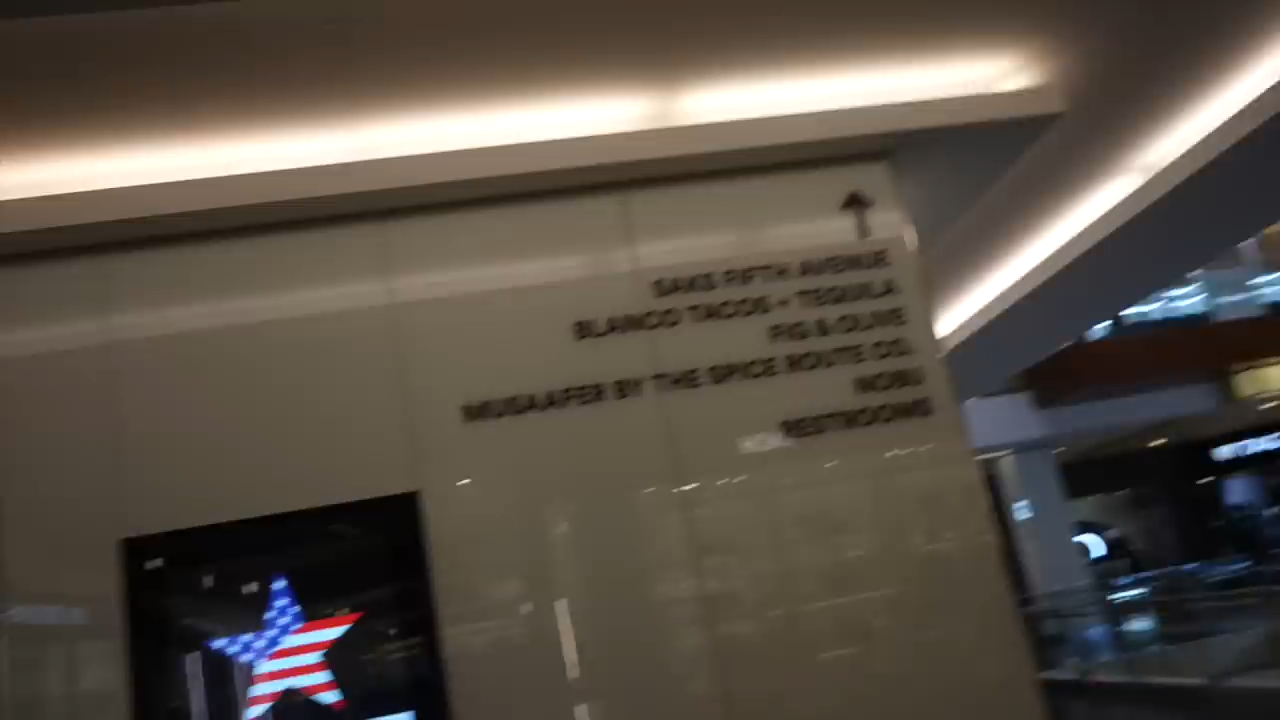 SAKS FIFTH AVENUE
BLANCO TACOS + TEQUILA
FIG & OLIVE
MUSAAFER BY THE SPICE ROUTE CO.
NOBU
RESTROOMS